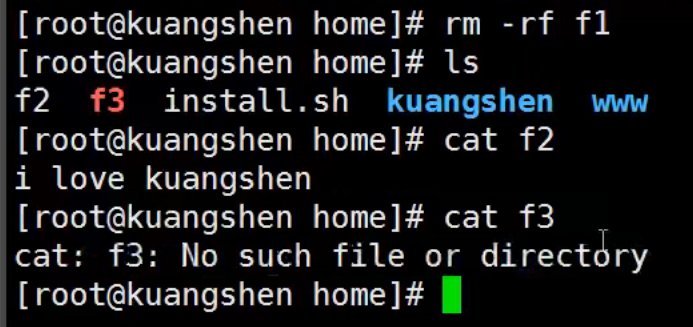 [root@kuangshen home]# rm -rf f1
[root@kuangshen home]# ls
f2  f3  install.sh  kuangshen  www
[root@kuangshen home]# cat f2
i love kuangshen
[root@kuangshen home]# cat f3
cat: f3: No such file or directory
[root@kuangshen home]#